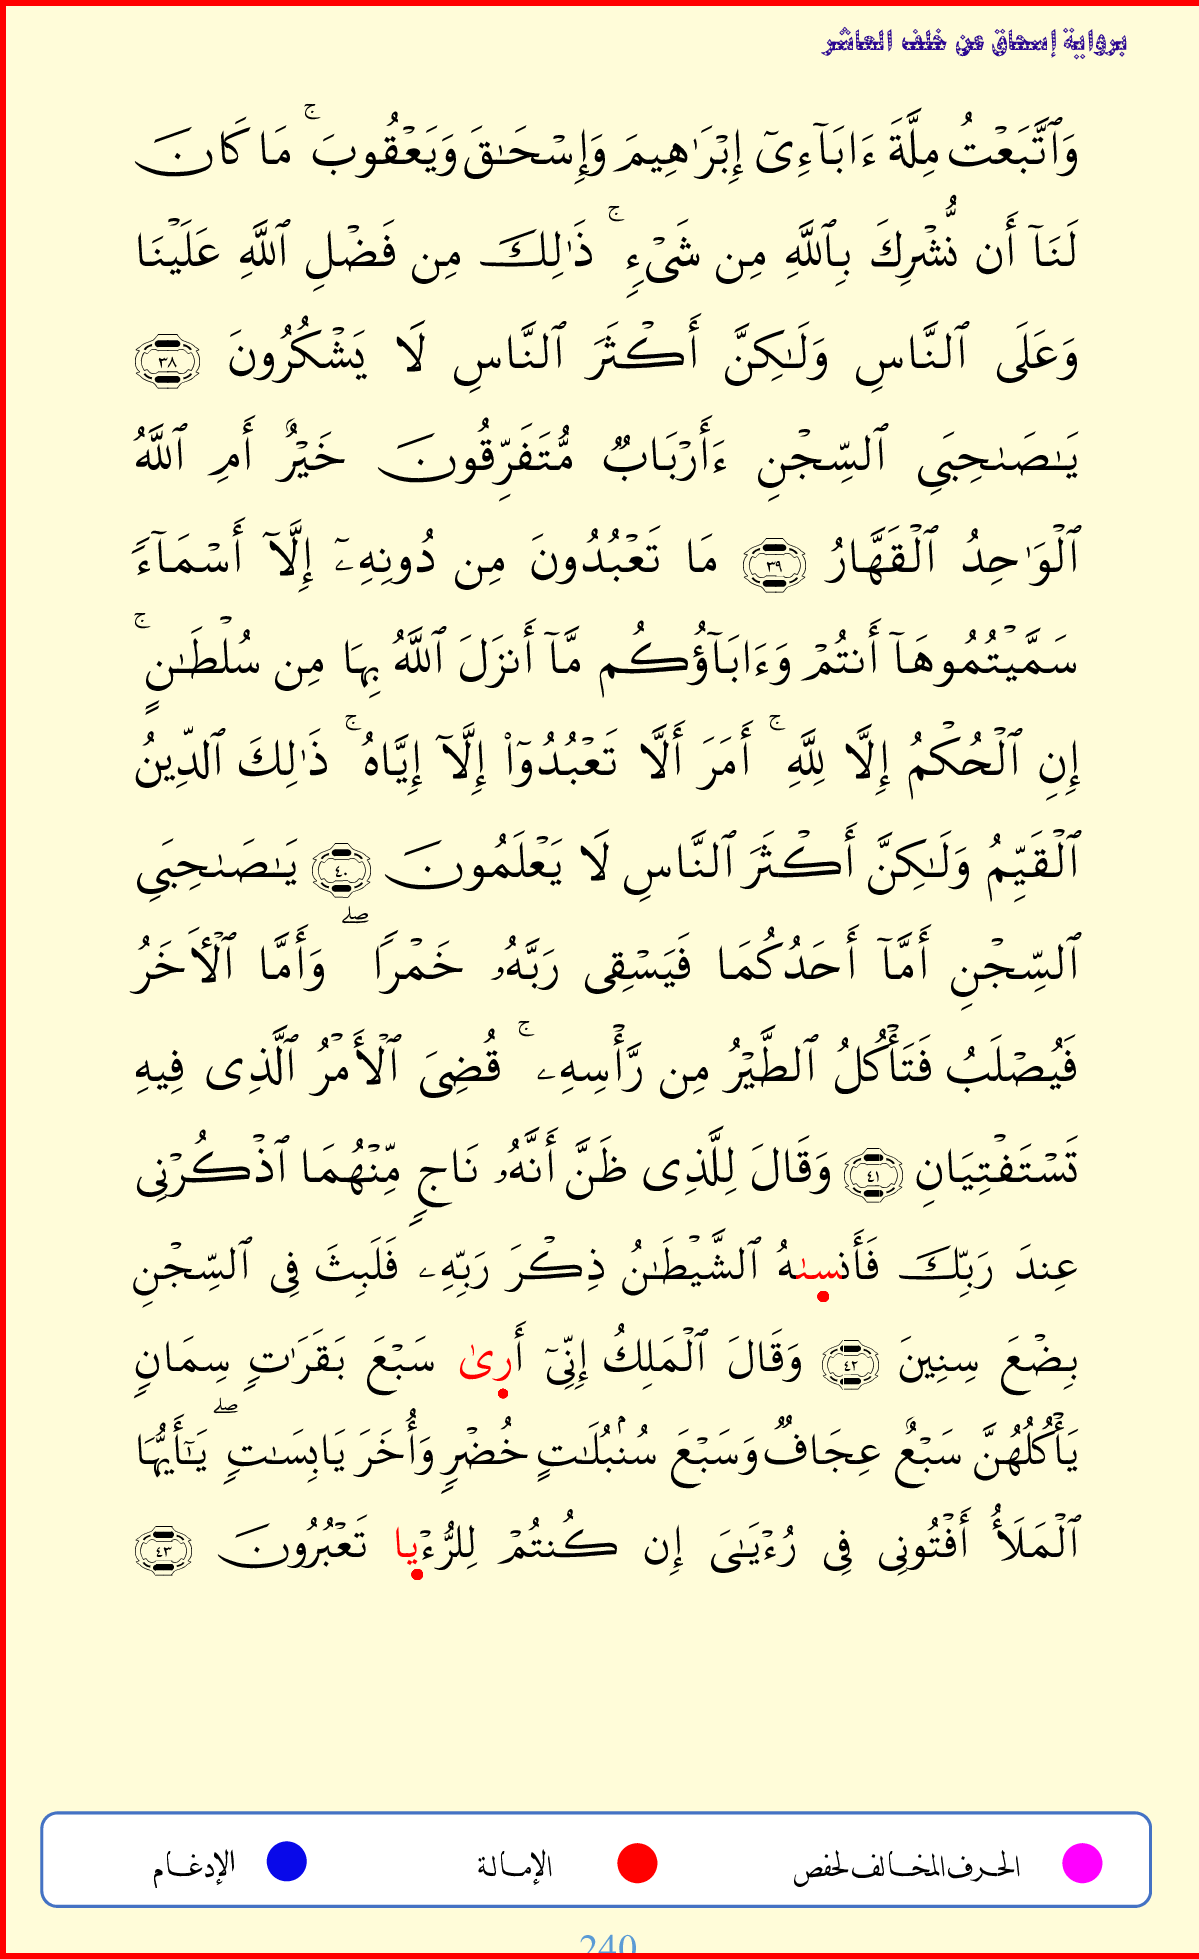 برواية إسحاق عن خلف العاشر
وَٱتَّبَعۡتُ مِلَّةَ ءَابَآءِىٓ إِبۡرَٰهِيمَ وَإِسۡحَـٰقَ وَيَعۡقُوبَۚ مَا كَانَ
لَنَآ أَن نُّشۡرِكَ بِٱللَّهِ مِن شَىۡءٍۚ ذَٰلِكَ مِن فَضۡلِ ٱللَّهِ عَلَيۡنَا
وَعَلَى ٱلنَّاسِ وَلَـٰكِنَّ أَكۡثَرَ ٱلنَّاسِ لَا يَشۡكُرُونَ ٣٨
يَـٰصَـٰحِبَىِ ٱلسِّجۡنِ ءَأَرۡبَابٌ مُّتَفَرِّقُونَ خَيۡرٌ أَمِ ٱللَّهُ
ٱلۡوَٰحِدُ ٱلۡقَهَّارُ ٣٩ مَا تَعۡبُدُونَ مِن دُونِهِۦٓ إِلَّآ أَسۡمَآءً
سَمَّيۡتُمُوهَآ أَنتُمۡ وَءَابَآؤُكُم مَّآ أَنزَلَ ٱللَّهُ بِهَا مِن سُلۡطَـٰنٍۚ
إِنِ ٱلۡحُكۡمُ إِلَّا لِلَّهِۚ أَمَرَ أَلَّا تَعۡبُدُوٓا۟ إِلَّآ إِيَّاهُۚ ذَٰلِكَ ٱلدِّينُ
ٱلۡقَيِّمُ وَلَـٰكِنَّ أَكۡثَرَ ٱلنَّاسِ لَا يَعۡلَمُونَ ٤٠ يَـٰصَـٰحِبَىِ
ٱلسِّجۡنِ أَمَّآ أَحَدُكُمَا فَيَسۡقِى رَبَّهُۥ خَمۡرًاۖ وَأَمَّا ٱلۡأَخَرُ
فَيُصۡلَبُ فَتَأۡكُلُ ٱلطَّيۡرُ مِن رَّأۡسِهِۦۚ قُضِىَ ٱلۡأَمۡرُ ٱلَّذِى فِيهِ
تَسۡتَفۡتِيَانِ ٤١ وَقَالَ لِلَّذِى ظَنَّ أَنَّهُۥ نَاجٍ مِّنۡهُمَا ٱذۡكُرۡنِى
عِندَ رَبِّكَ فَأَنسىٰهُ ٱلشَّيۡطَـٰنُ ذِكۡرَ رَبِّهِۦ فَلَبِثَ فِى ٱلسِّجۡنِ
بِضۡعَ سِنِينَ ٤٢ وَقَالَ ٱلۡمَلِكُ إِنِّىٓ أَرىٰ سَبۡعَ بَقَرَٰتٍ سِمَانٍ
يَأۡكُلُهُنَّ سَبۡعٌ عِجَافٌ وَسَبۡعَ سُنۢبُلَـٰتٍ خُضۡرٍ وَأُخَرَ يَابِسَـٰتٍۖ يَـٰٓأَيُّهَا
ٱلۡمَلَأُ أَفۡتُونِى فِى رُءۡيَـٰىَ إِن كُنتُمۡ لِلرُّءۡيا تَعۡبُرُونَ ٤٣
الحرف المخالف لحفص
الإمالة
الإدغام
240